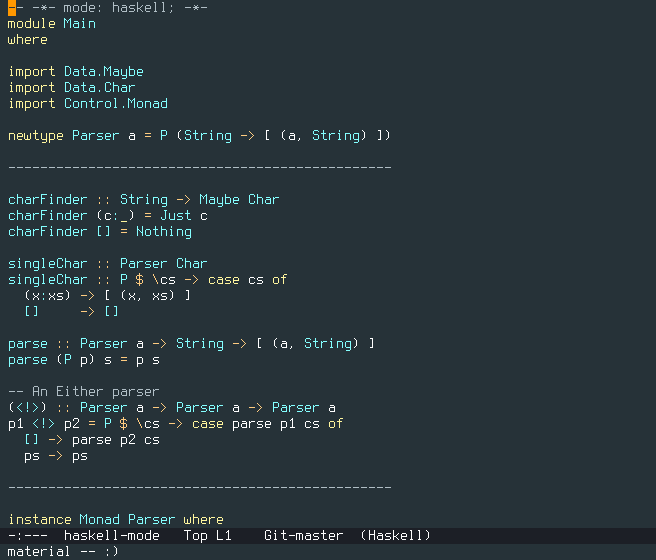 -- -*- mode: haskell; -*-
module Main
where

import Data.Maybe
import Data.Char
import Control.Monad

newtype Parser a = P (String -> [ (a, String) ])

------------------------------------------------

charFinder :: String -> Maybe Char
charFinder (c:_) = Just c
charFinder [] = Nothing

singleChar :: Parser Char
singleChar :: P $ \cs -> case cs of
  (x:xs) -> [ (x, xs) ]
  []     -> []

parse :: Parser a -> String -> [ (a, String) ]
parse (P p) s = p s

-- An Either parser
(<!>) :: Parser a -> Parser a -> Parser a
p1 <!> p2 = P $ \cs -> case parse p1 cs of
  [] -> parse p2 cs
  ps -> ps

------------------------------------------------

instance Monad Parser where
-:---  haskell-mode   Top L1    Git-master  (Haskell)
material -- :)